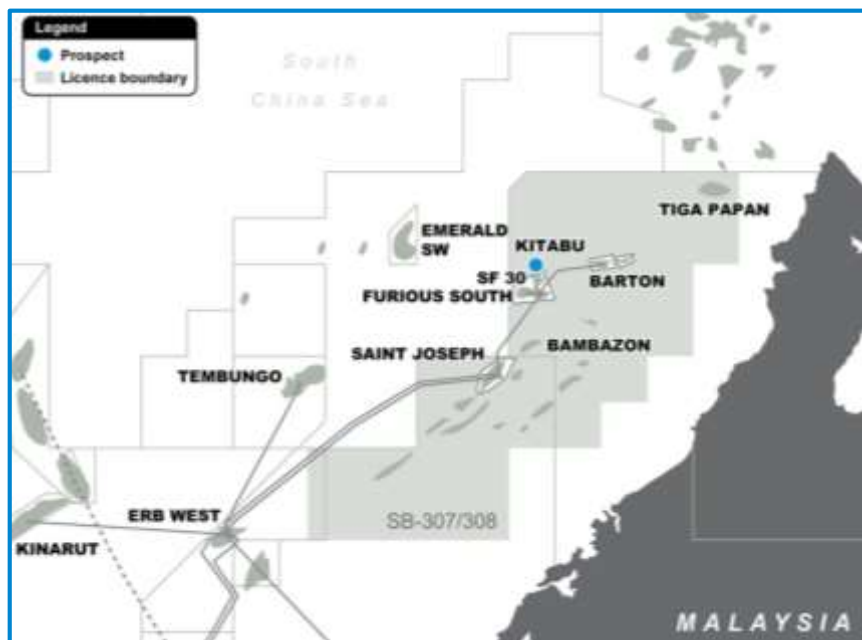 Legend
Prospect
Licence boundary
South
China Sea
TIGA PAPAN
EMERALD
SW
KITABU
SF 30
BARTON
FURIOUS SOUTH
SAINT JOSEPH
BAMBAZON
TEMBUNGO
ERB WEST
SB-307/308
KINARUT
MALAYSIA